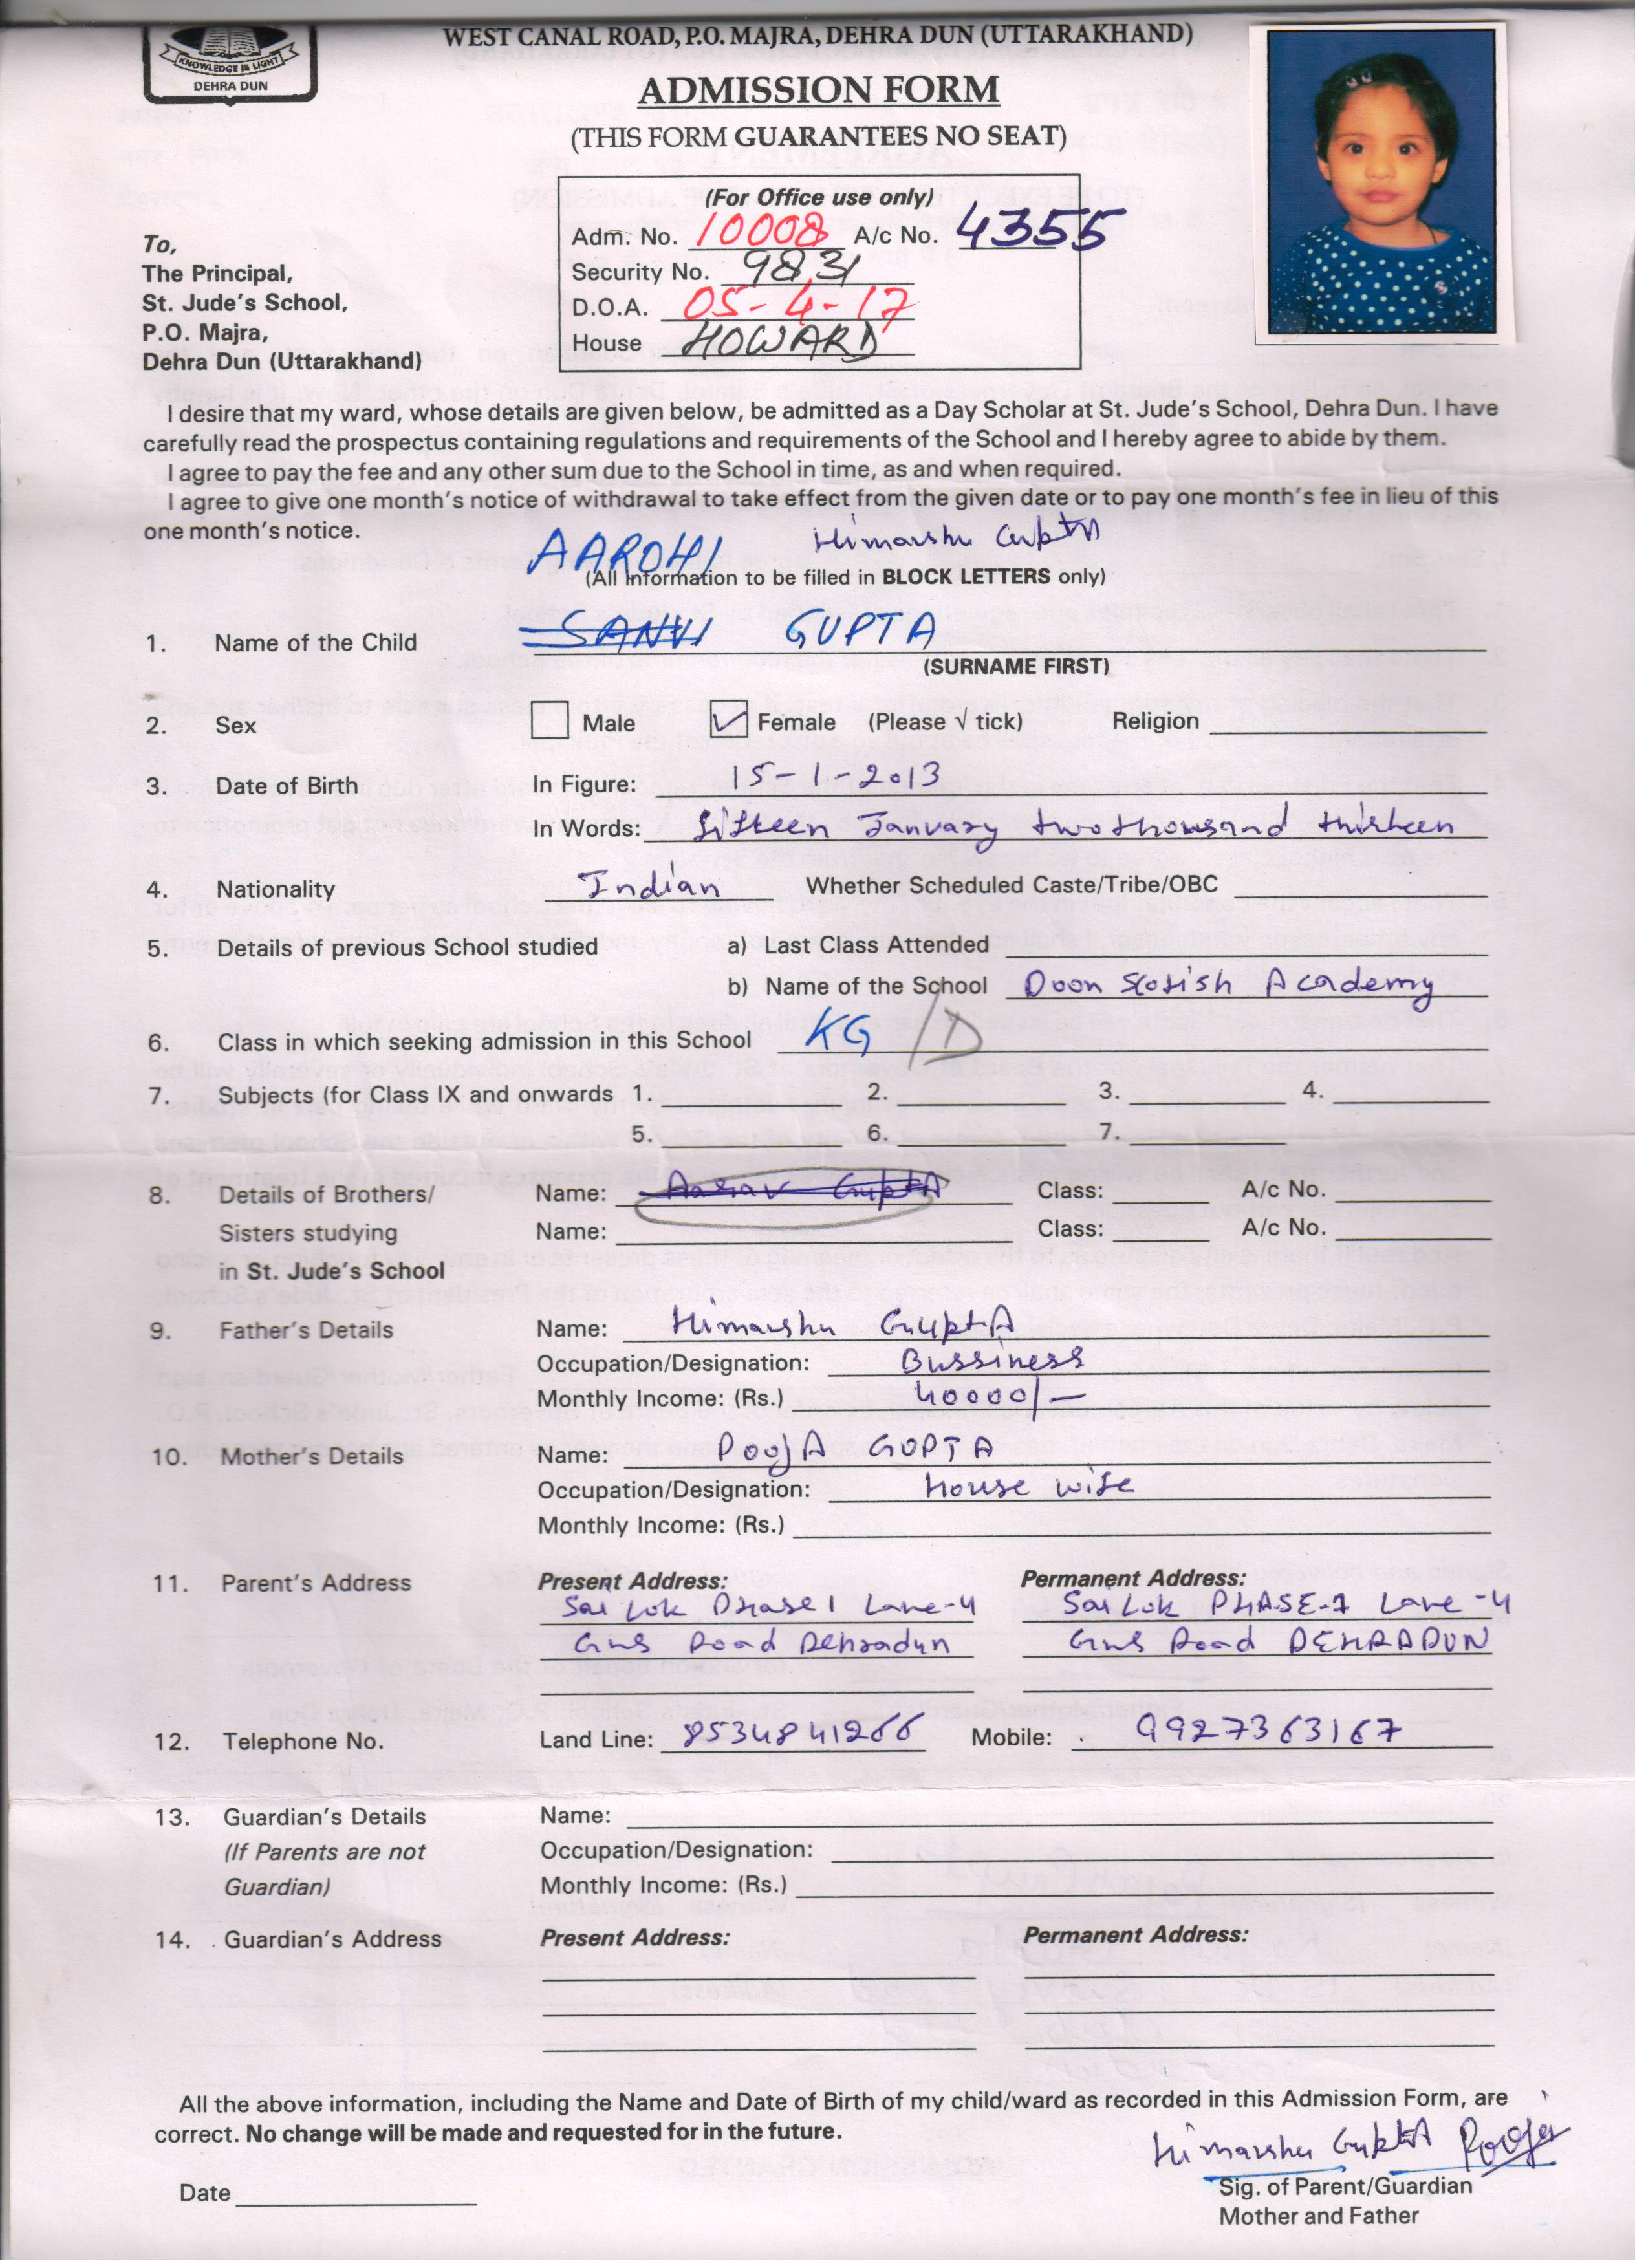 KNOWLEDGE IS LIGHT
DEHRA DUN
WEST CANAL ROAD, P.O. MAJRA, DEHRA DUN (UTTARAKHAND)
ADMISSION FORM
(THIS FORM GUARANTEES NO SEAT)
(For Office use only)
Adm. No. 10008 A/c No. 4355
Security No. 9831
D.O.A. 05-4-17
House HOWARD
To,
The Principal,
St. Jude's School,
P.O. Majra,
Dehra Dun (Uttarakhand)
I desire that my ward, whose details are given below, be admitted as a Day Scholar at St. Jude's School, Dehra Dun. I have
carefully read the prospectus containing regulations and requirements of the School and I hereby agree to abide by them.
I agree to pay the fee and any other sum due to the School in time, as and when required.
I agree to give one month's notice of withdrawal to take effect from the given date or to pay one month's fee in lieu of this
one month's notice.
AAROHI Himanshu Gupta
(All Information to be filled in BLOCK LETTERS only)
1. Name of the Child SANVI GUPTA
(SURNAME FIRST)
2. Sex Male Female (Please √ tick) Religion
3. Date of Birth In Figure: 15-1-2013
In Words: fifteen January two thousand thirteen
4. Nationality Indian Whether Scheduled Caste/Tribe/OBC
5. Details of previous School studied a) Last Class Attended
b) Name of the School Doon Scotish Academy
6. Class in which seeking admission in this School KG /D
7. Subjects (for Class IX and onwards 1. 2. 3. 4.
5. 6. 7.
8. Details of Brothers/ Name: Aarav Gupta Class: A/c No.
Sisters studying Name: Class: A/c No.
in St. Jude's School
9. Father's Details Name: Himanshu GuuptA
Occupation/Designation: Bussiness
Monthly Income: (Rs.) 40000/-
10. Mother's Details Name: PoojA GUPTA
Occupation/Designation: House wife
Monthly Income: (Rs.)
11. Parent's Address Present Address: Permanent Address:
Sai Lok Phase 1 Lane-4 Sai Lok PHASE-1 Lane-4
Gms Road Dehradun Gms Road DEHRADUN
12. Telephone No. Land Line: 8534841266 Mobile: 9927363167
13. Guardian's Details Name:
(If Parents are not Occupation/Designation:
Guardian) Monthly Income: (Rs.)
14. Guardian's Address Present Address: Permanent Address:
All the above information, including the Name and Date of Birth of my child/ward as recorded in this Admission Form, are
correct. No change will be made and requested for in the future.
Himanshu Gupta Pooja
Date Sig. of Parent/Guardian
Mother and Father